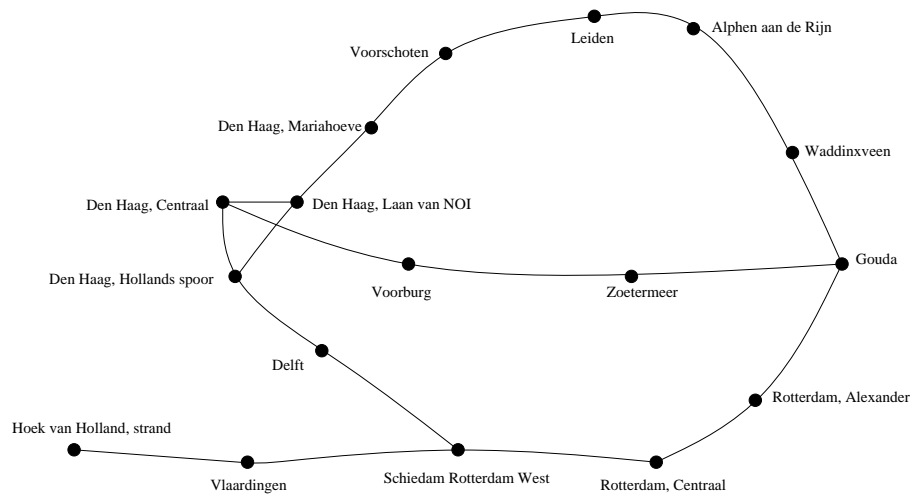 Alphen aan de Rijn
Leiden
Voorschoten
Den Haag, Mariahoeve
Waddinxveen
Den Haag, Centraal
Den Haag, Laan van NOI
Gouda
Den Haag, Hollands spoor
Voorburg
Zoetermeer
Delft
Rotterdam, Alexander
Hoek van Holland, strand
Schiedam Rotterdam West
Vlaardingen
Rotterdam, Centraal